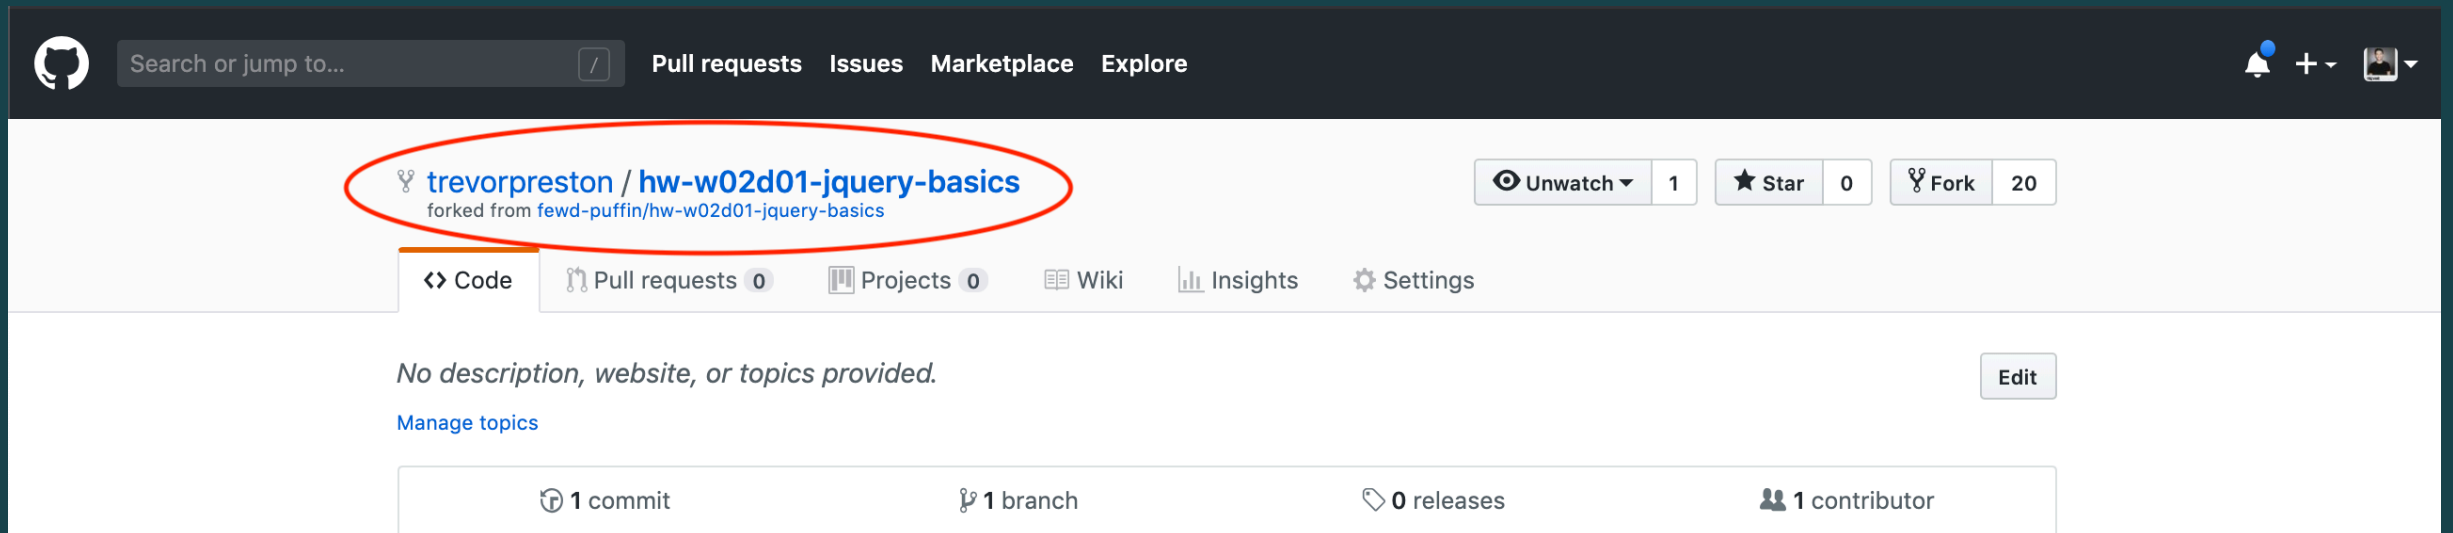 Search or jump to... /
Pull requests Issues Marketplace Explore
trevorpreston / hw-w02d01-jquery-basics
forked from fewd-puffin/hw-w02d01-jquery-basics
Unwatch 1 Star 0 Fork 20
Code Pull requests 0 Projects 0 Wiki Insights Settings
No description, website, or topics provided.
Edit
Manage topics
1 commit 1 branch 0 releases 1 contributor